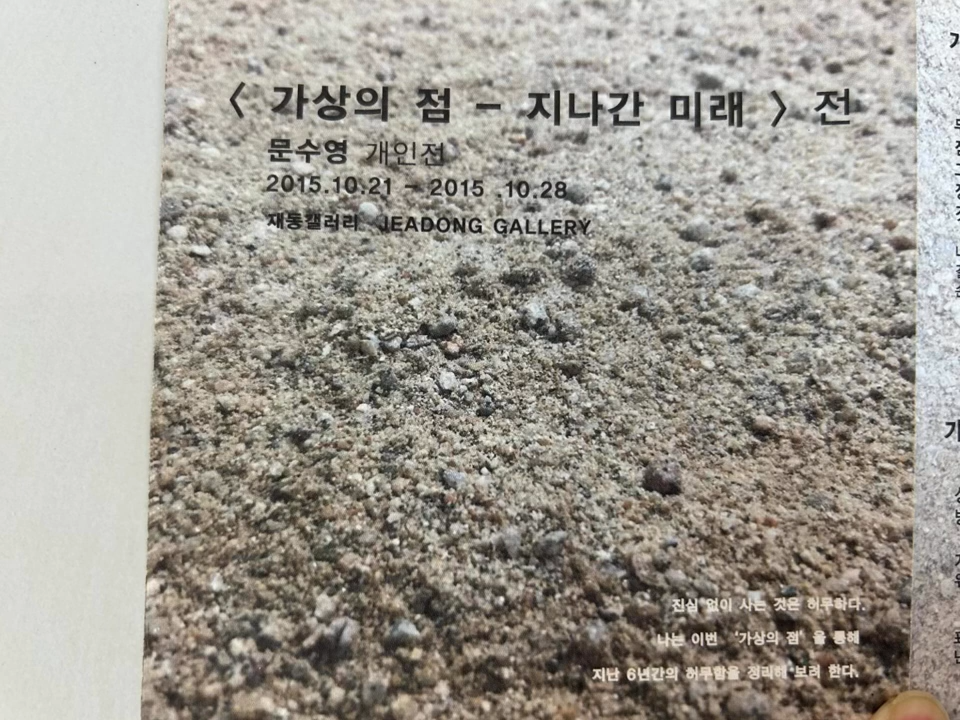 〈 가상의 점 - 지나간 미래 〉 전
문수영 개인전
2015.10.21 - 2015 .10.28
재동갤러리 JEADONG GALLERY
진심 없이 사는 것은 허무하다.
나는 이번 '가상의 점' 을 통해
지난 6년간의 허무함을 정리해 보려 한다.